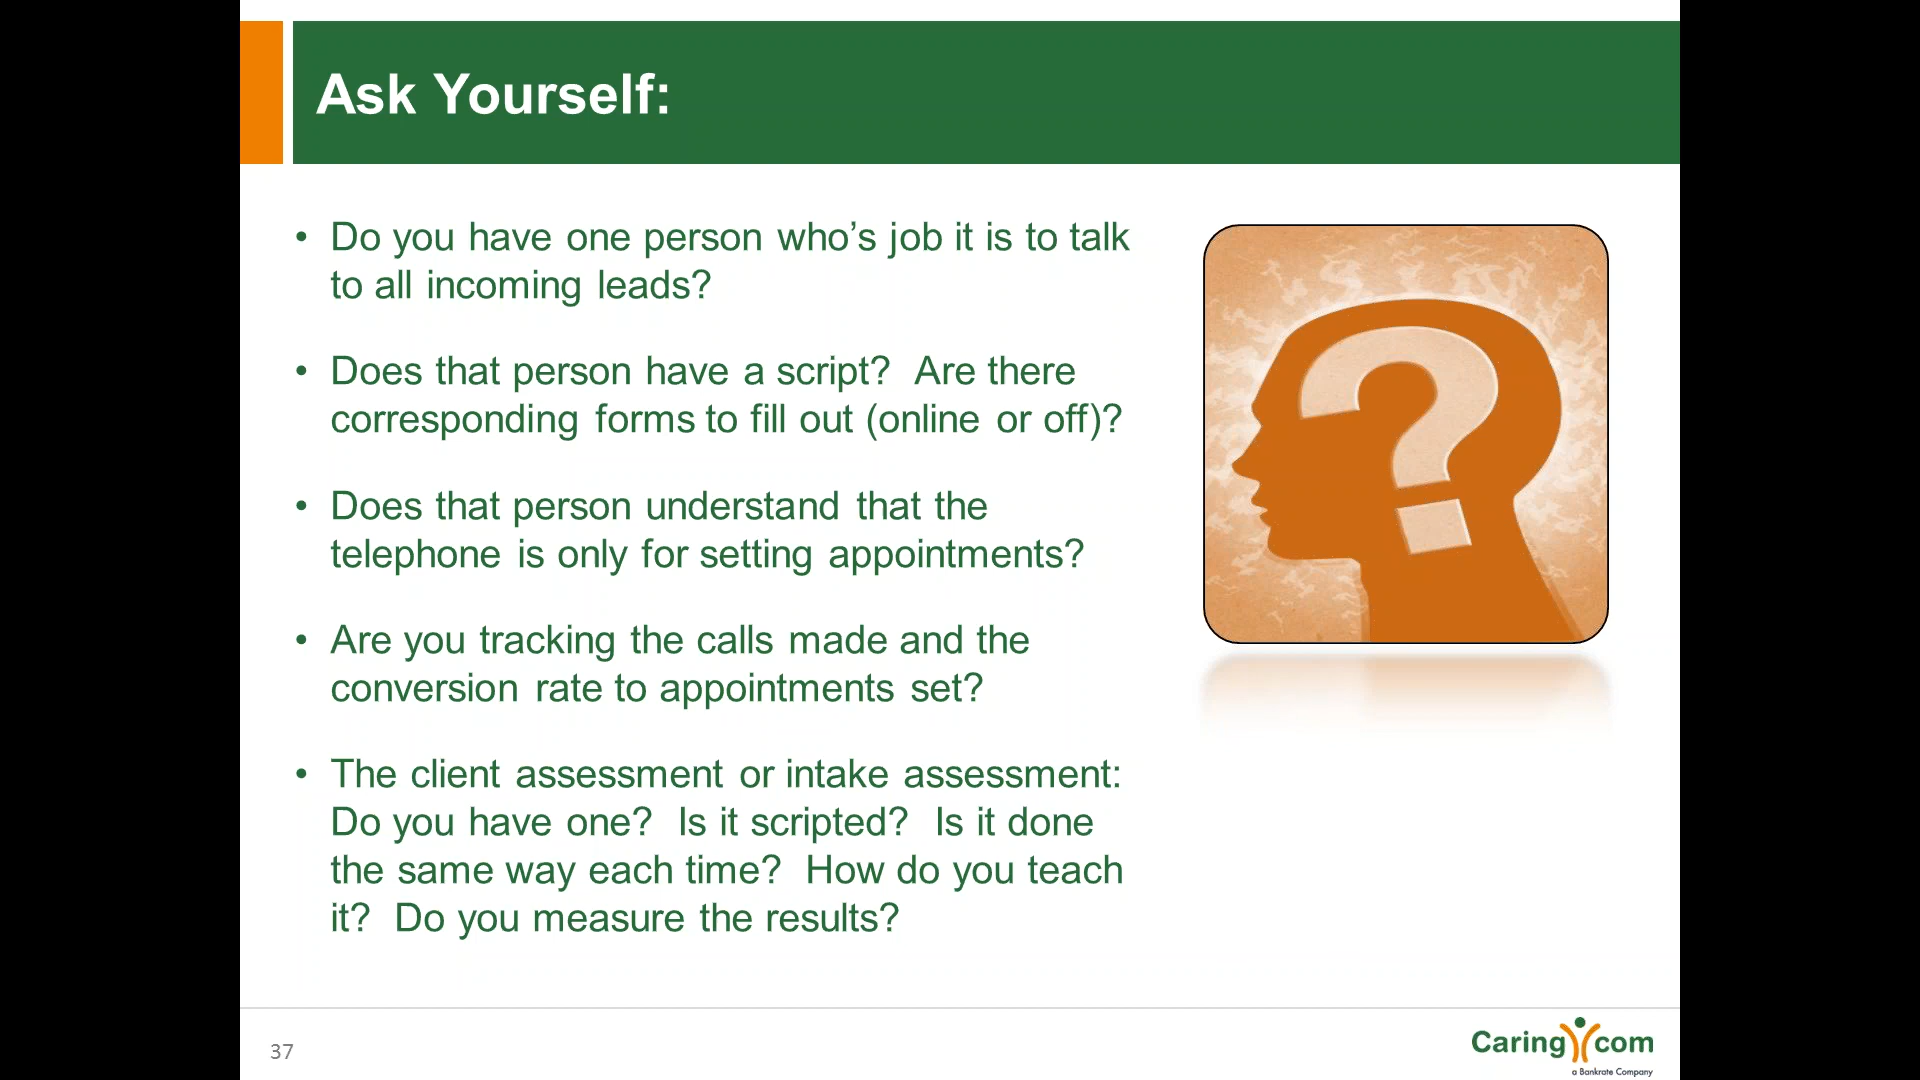 Ask Yourself:
• Do you have one person who’s job it is to talk
to all incoming leads?
• Does that person have a script?  Are there
corresponding forms to fill out (online or off)?
• Does that person understand that the
telephone is only for setting appointments?
• Are you tracking the calls made and the
conversion rate to appointments set?
• The client assessment or intake assessment:
Do you have one?  Is it scripted?  Is it done
the same way each time?  How do you teach
it?  Do you measure the results?
?
37
Caring com
a Bankrate Company